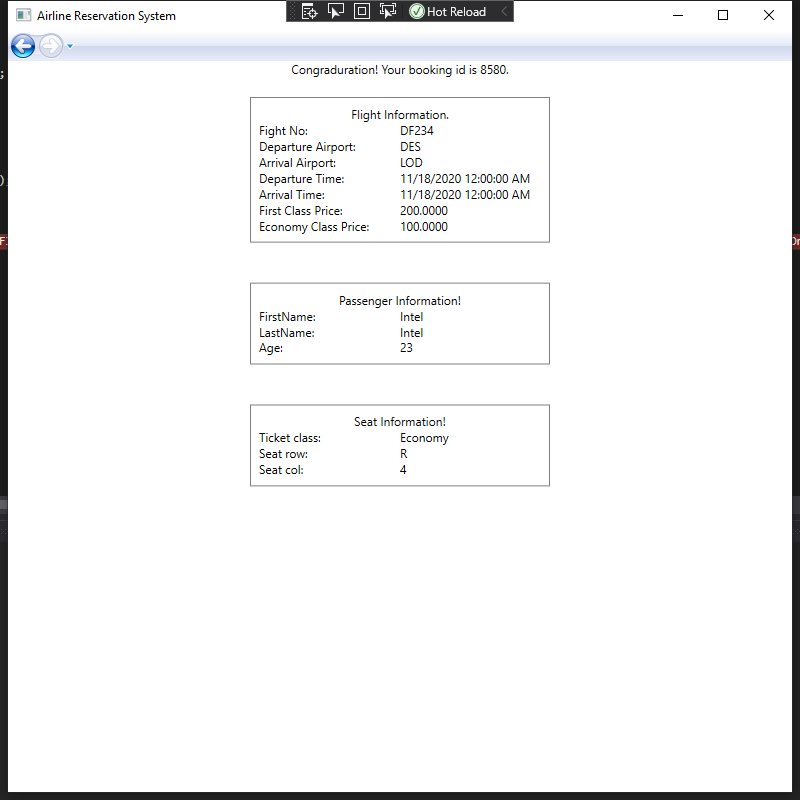 Airline Reservation System
Hot Reload
Congraduration! Your booking id is 8580.
Flight Information.
Fight No: DF234
Departure Airport: DES
Arrival Airport: LOD
Departure Time: 11/18/2020 12:00:00 AM
Arrival Time: 11/18/2020 12:00:00 AM
First Class Price: 200.0000
Economy Class Price: 100.0000
Passenger Information!
FirstName: Intel
LastName: Intel
Age: 23
Seat Information!
Ticket class: Economy
Seat row: R
Seat col: 4